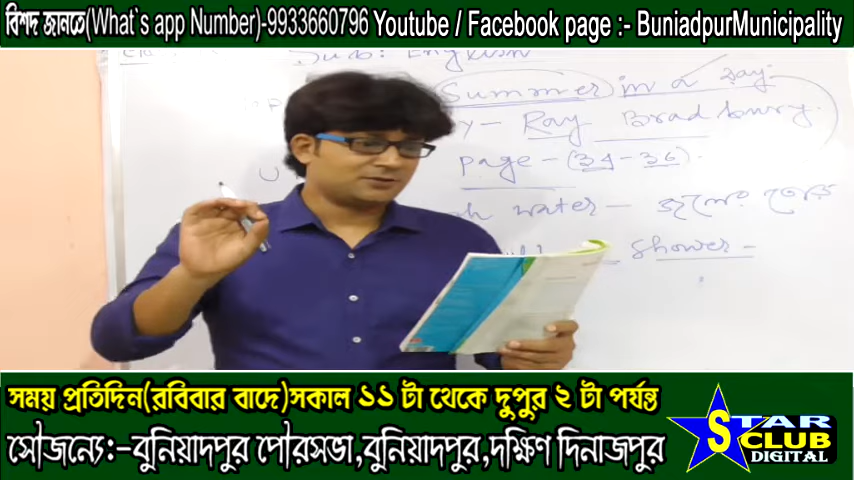 বিশদ জানতে(What`s app Number)-9933660796 Youtube / Facebook page :- BuniadpurMunicipality
Sub: English
Summer in a day.
Ray Bradbury.
page - (34 - 36).
water - জলের তোড়
shower -
সময় প্রতিদিন(রবিবার বাদে)সকাল ১১ টা থেকে দুপুর ২ টা পর্যন্ত
সৌজন্যে:-বুনিয়াদপুর পৌরসভা,বুনিয়াদপুর,দক্ষিণ দিনাজপুর
STAR
CLUB
DIGITAL